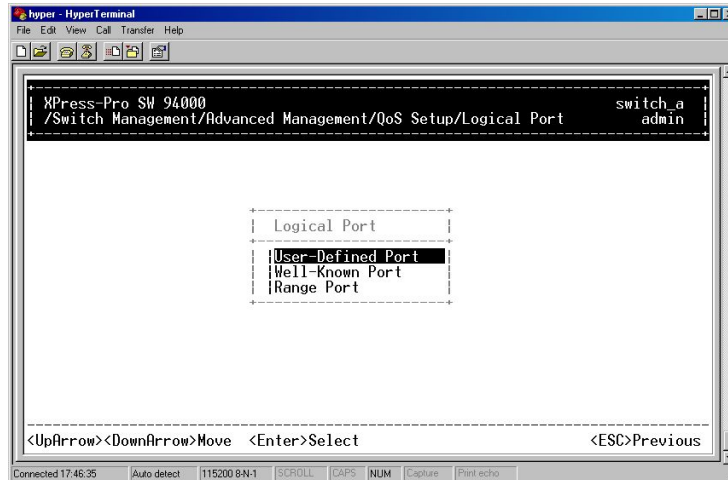 hyper - HyperTerminal
File Edit View Call Transfer Help
XPress-Pro SW 94000 switch_a
/Switch Management/Advanced Management/QoS Setup/Logical Port admin
Logical Port
User-Defined Port
Well-Known Port
Range Port
<UpArrow><DownArrow>Move <Enter>Select <ESC>Previous
Connected 17:46:35 Auto detect 115200 8-N-1 SCROLL CAPS NUM Capture Print echo